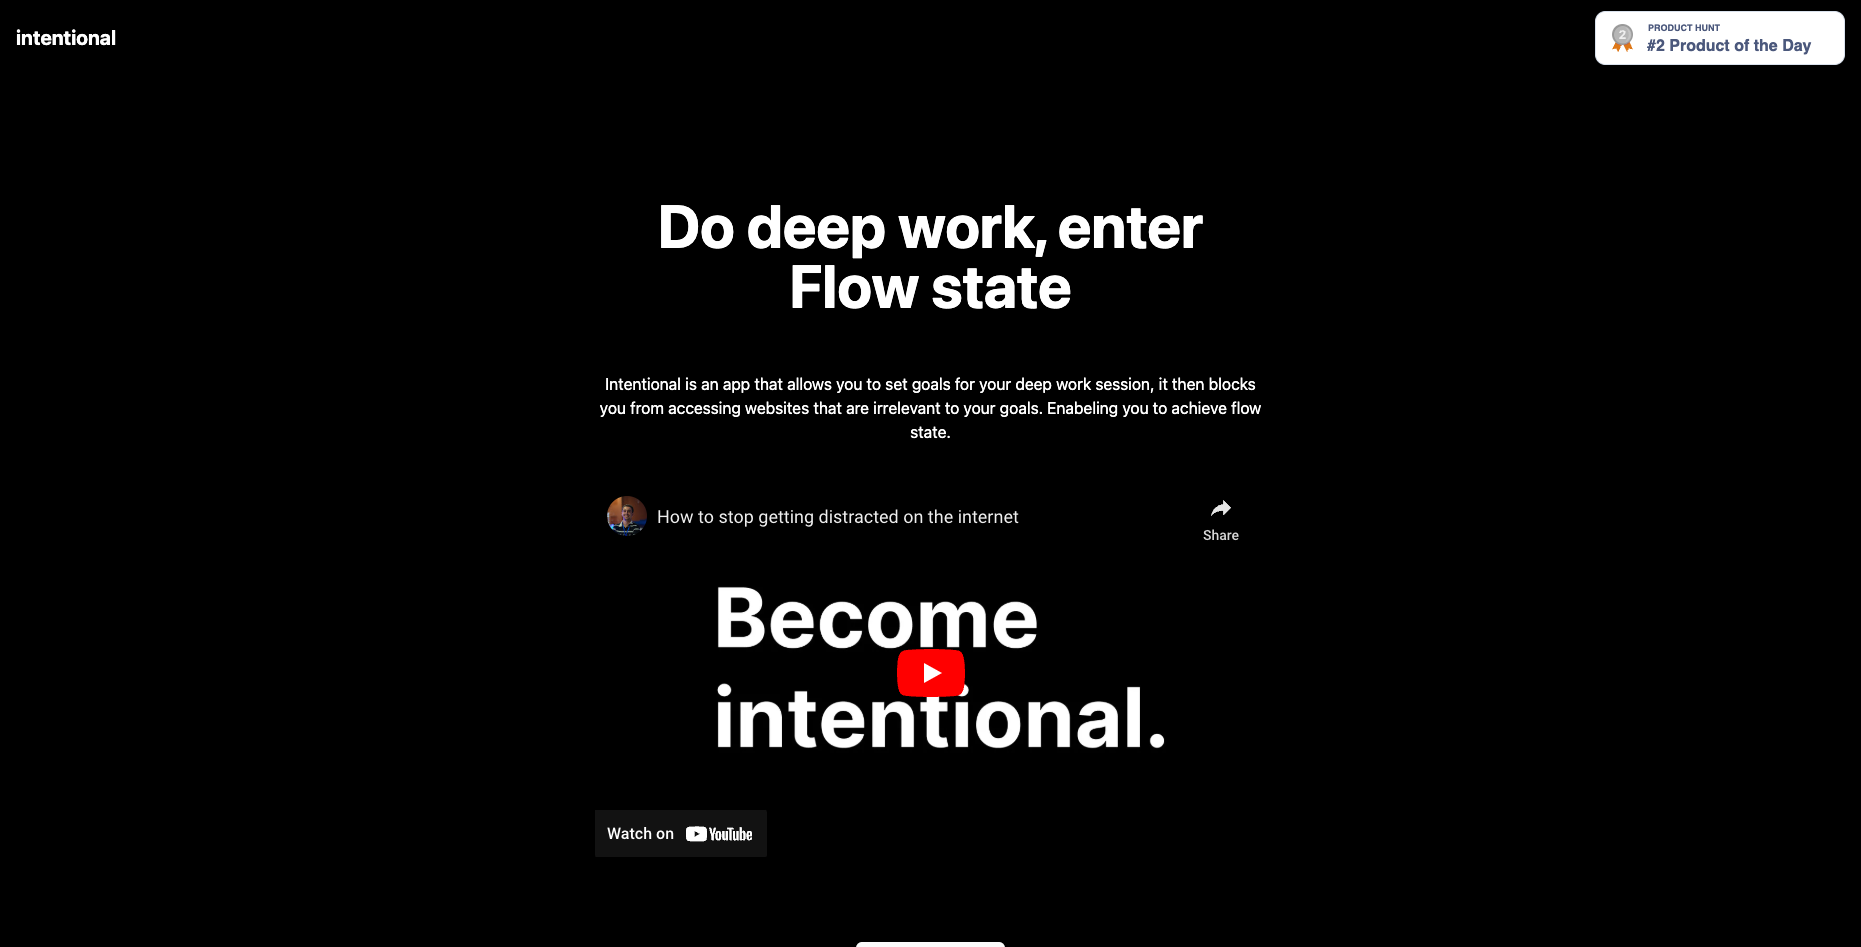 intentional
2
PRODUCT HUNT
#2 Product of the Day
Do deep work, enter
Flow state
Intentional is an app that allows you to set goals for your deep work session, it then blocks
you from accessing websites that are irrelevant to your goals. Enabeling you to achieve flow
state.
How to stop getting distracted on the internet
Share
Become
intentional.
Watch on YouTube